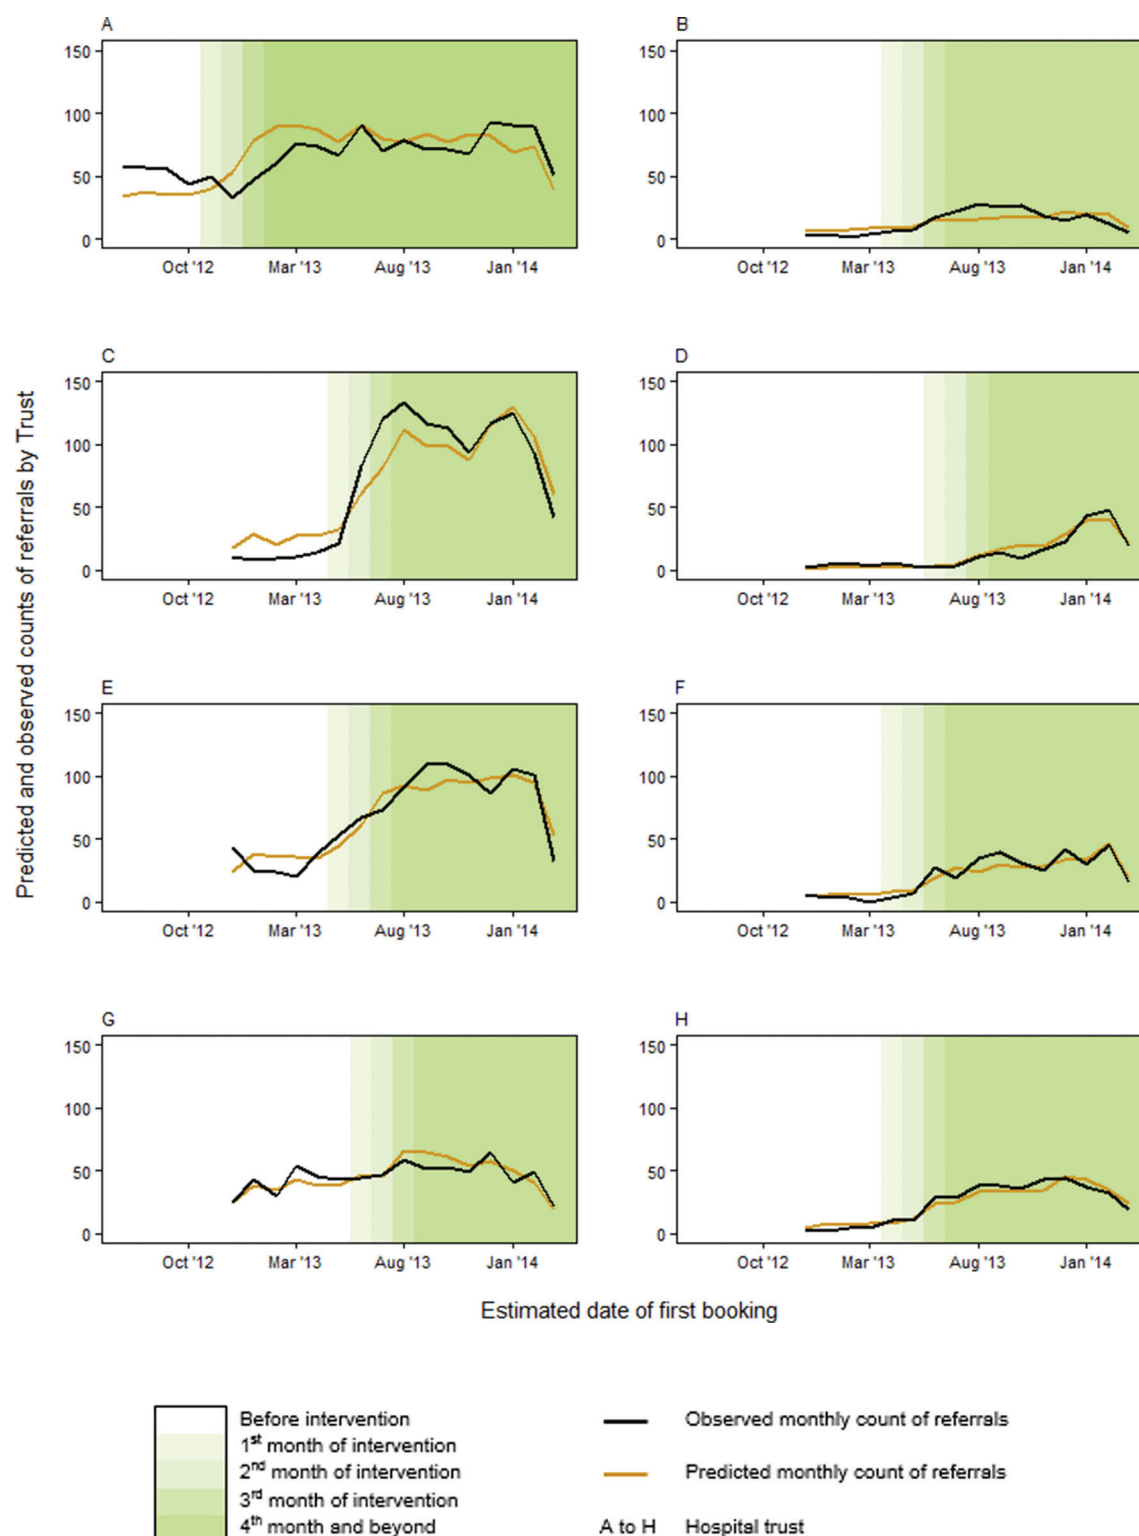 A
B
150
100
50
0
Oct '12 Mar '13 Aug '13 Jan '14
150
100
50
0
Oct '12 Mar '13 Aug '13 Jan '14
C
D
150
100
50
0
Oct '12 Mar '13 Aug '13 Jan '14
150
100
50
0
Oct '12 Mar '13 Aug '13 Jan '14
Predicted and observed counts of referrals by Trust
E
F
150
100
50
0
Oct '12 Mar '13 Aug '13 Jan '14
150
100
50
0
Oct '12 Mar '13 Aug '13 Jan '14
G
H
150
100
50
0
Oct '12 Mar '13 Aug '13 Jan '14
150
100
50
0
Oct '12 Mar '13 Aug '13 Jan '14
Estimated date of first booking
Before intervention
1st month of intervention
2nd month of intervention
3rd month of intervention
4th month and beyond
Observed monthly count of referrals
Predicted monthly count of referrals
A to H Hospital trust